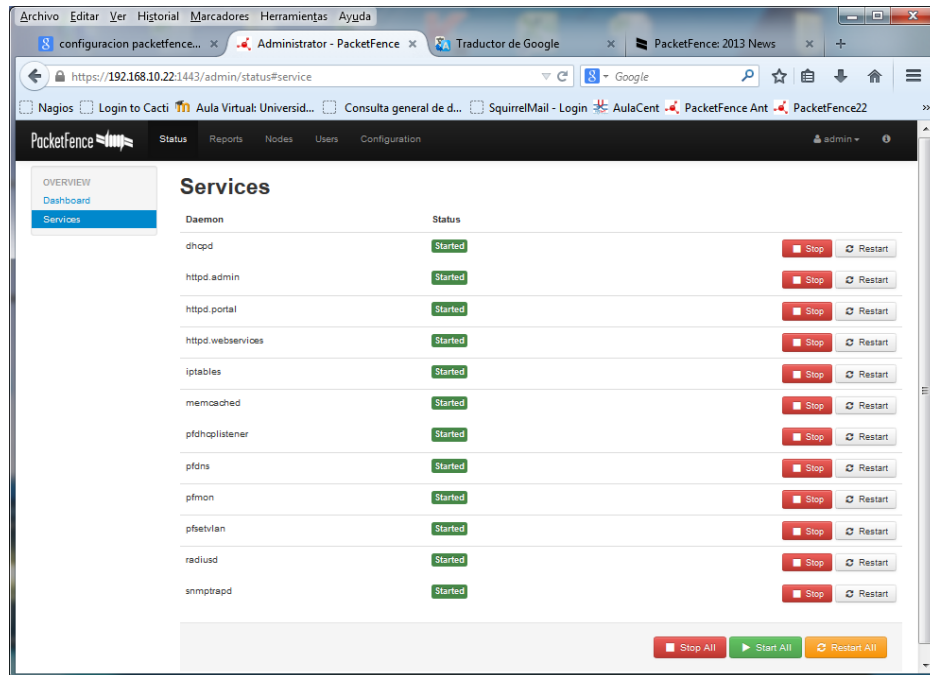 Archivo Editar Ver Historial Marcadores Herramientas Ayuda
configuracion packetfence... × Administrator - PacketFence × Traductor de Google × PacketFence: 2013 News × +
https://192.168.10.22:1443/admin/status#service Google
Nagios Login to Cacti Aula Virtual: Universid... Consulta general de d... SquirrelMail - Login AulaCent PacketFence Ant PacketFence22 »
PacketFence Status Reports Nodes Users Configuration admin
OVERVIEW
Dashboard
Services
Services
Daemon Status
dhcpd Started Stop Restart
httpd.admin Started Stop Restart
httpd.portal Started Stop Restart
httpd.webservices Started Stop Restart
iptables Started Stop Restart
memcached Started Stop Restart
pfdhcplistener Started Stop Restart
pfdns Started Stop Restart
pfmon Started Stop Restart
pfsetvlan Started Stop Restart
radiusd Started Stop Restart
snmptrapd Started Stop Restart
Stop All Start All Restart All